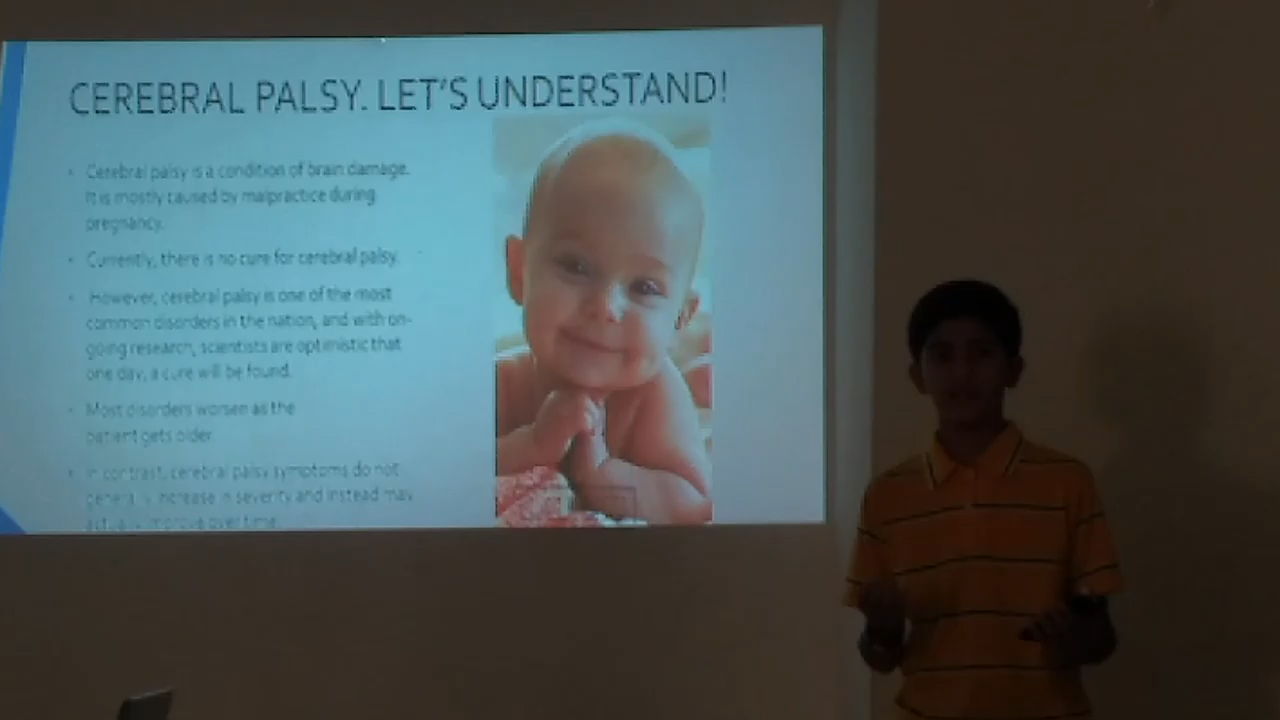 CEREBRAL PALSY. LET'S UNDERSTAND!
• Cerebral palsy is a condition of brain damage.
It is mostly caused by malpractice during
pregnancy.
• Currently, there is no cure for cerebral palsy.
• However, cerebral palsy is one of the most
common disorders in the nation, and with on-
going research, scientists are optimistic that
one day, a cure will be found.
• Most disorders worsen as the
patient gets older
• In contrast, cerebral palsy symptoms do not
generally increase in severity and instead may
actually improve over time.